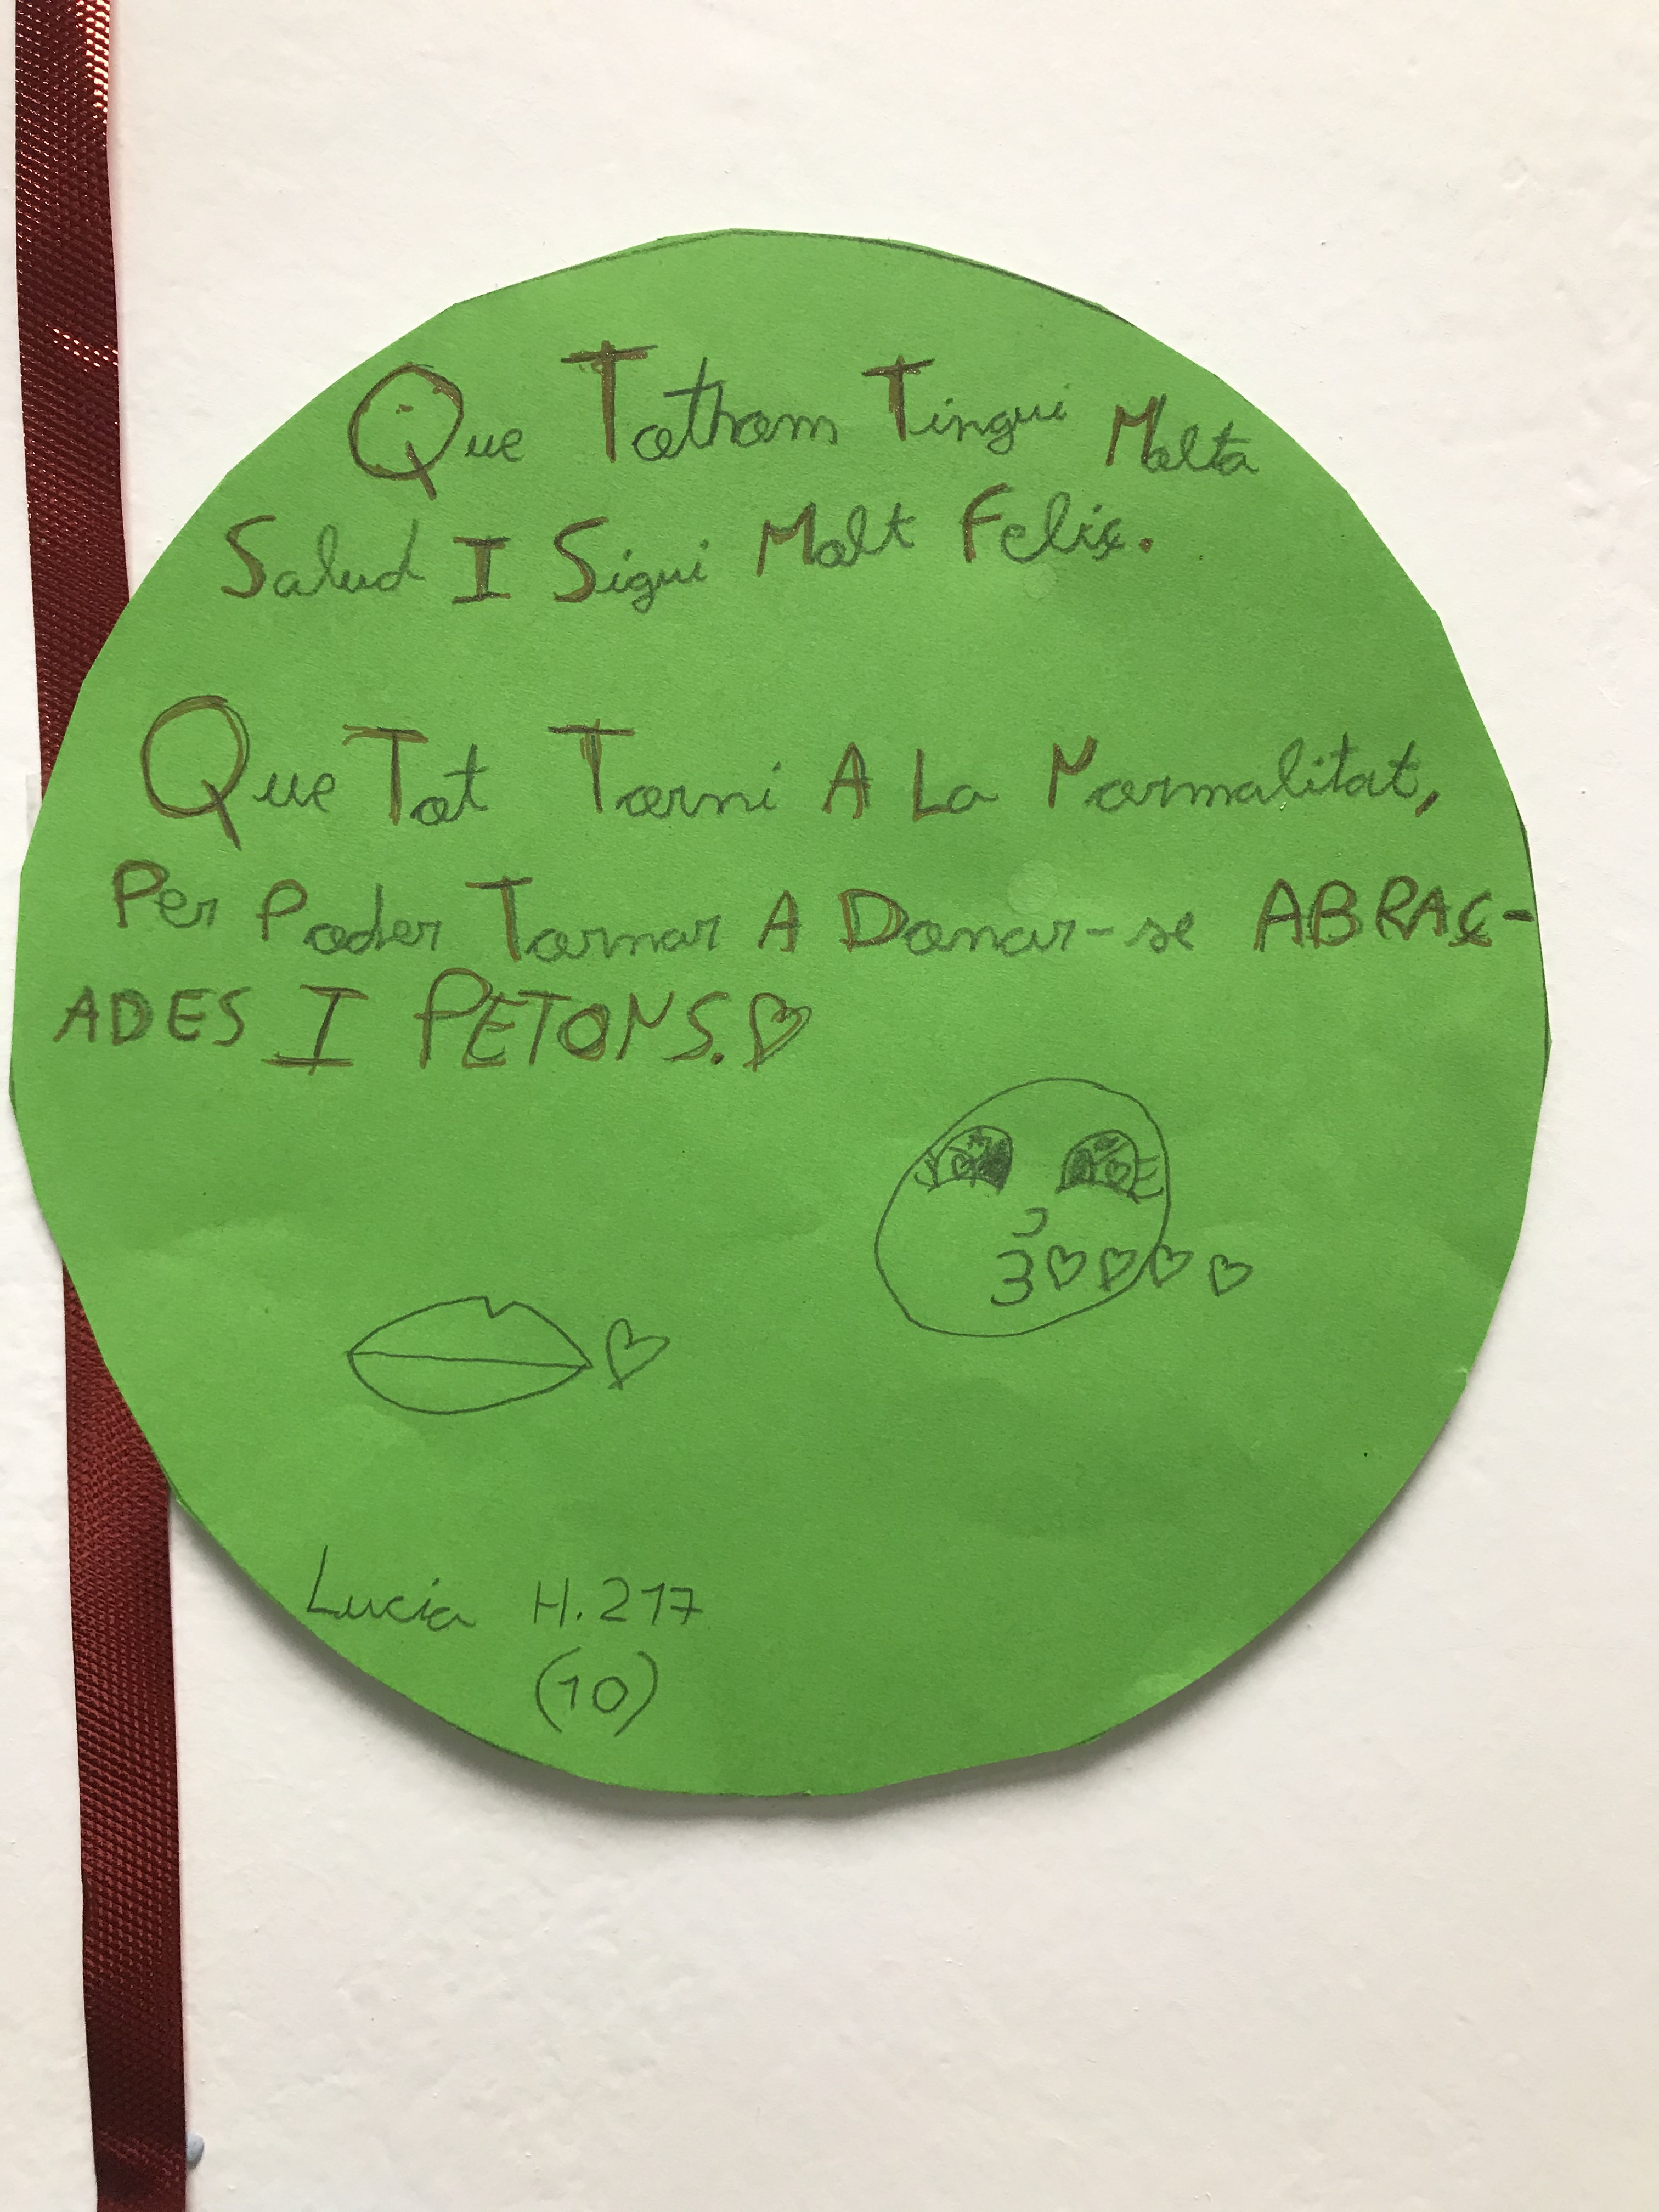 Que Tothom Tingui Molta
Salud I Sigui Molt Feliç.
Que Tot Torni A La Normalitat,
Per Poder Tornar A Donar-se ABRAÇ-
ADES I PETONS.
Lucia H. 217
(10)